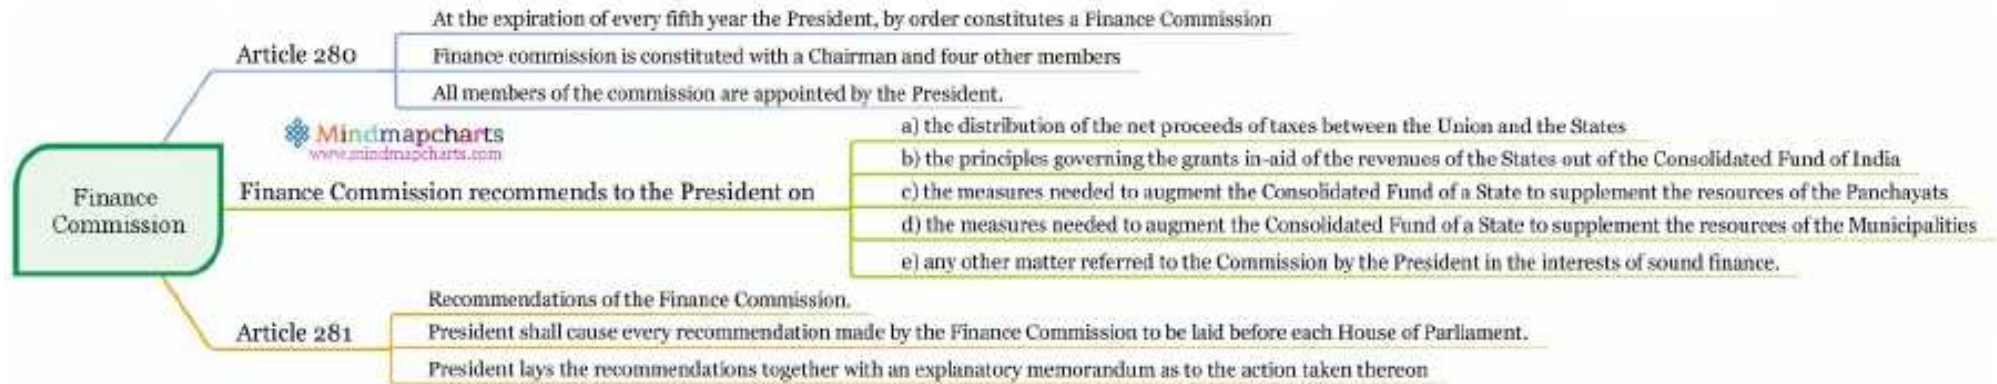 At the expiration of every fifth year the President, by order constitutes a Finance Commission
Article 280
Finance commission is constituted with a Chairman and four other members
All members of the commission are appointed by the President.
Mindmapcharts
www.mindmapcharts.com
a) the distribution of the net proceeds of taxes between the Union and the States
b) the principles governing the grants in-aid of the revenues of the States out of the Consolidated Fund of India
Finance Commission recommends to the President on
c) the measures needed to augment the Consolidated Fund of a State to supplement the resources of the Panchayats
Finance
Commission
d) the measures needed to augment the Consolidated Fund of a State to supplement the resources of the Municipalities
e) any other matter referred to the Commission by the President in the interests of sound finance.
Recommendations of the Finance Commission.
Article 281
President shall cause every recommendation made by the Finance Commission to be laid before each House of Parliament.
President lays the recommendations together with an explanatory memorandum as to the action taken thereon